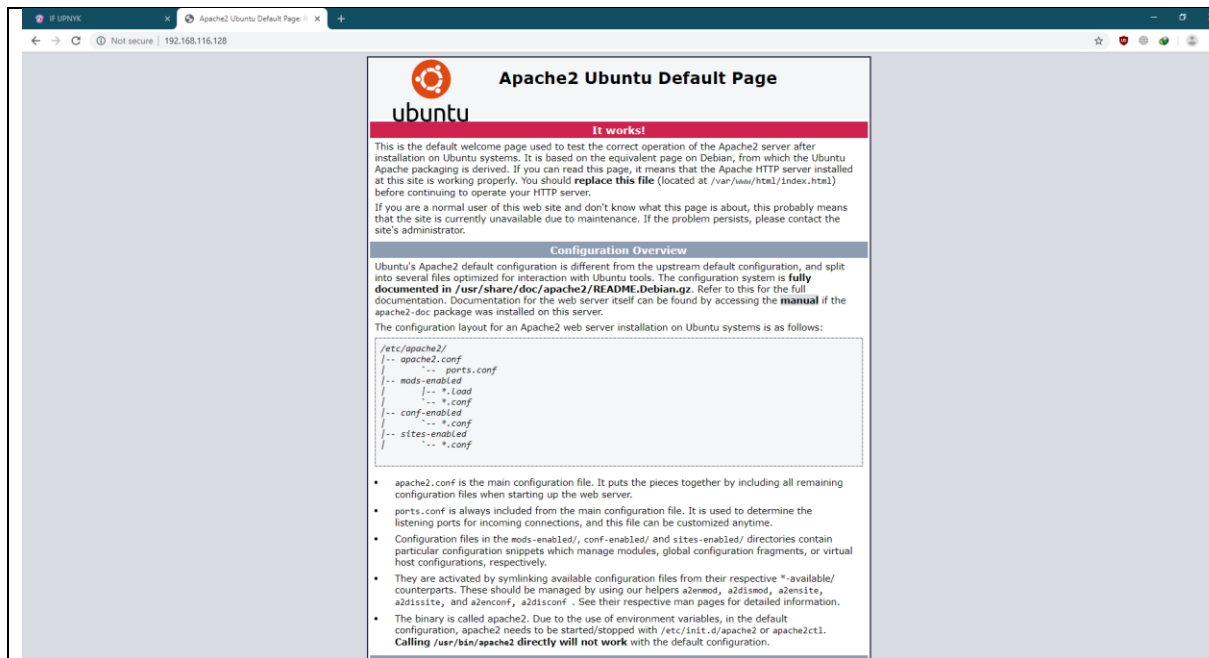 IF UPNYK
Apache2 Ubuntu Default Page:
Not secure | 192.168.116.128
Apache2 Ubuntu Default Page
ubuntu
It works!
This is the default welcome page used to test the correct operation of the Apache2 server after
installation on Ubuntu systems. It is based on the equivalent page on Debian, from which the Ubuntu
Apache packaging is derived. If you can read this page, it means that the Apache HTTP server installed
at this site is working properly. You should replace this file (located at /var/www/html/index.html)
before continuing to operate your HTTP server.
If you are a normal user of this web site and don't know what this page is about, this probably means
that the site is currently unavailable due to maintenance. If the problem persists, please contact the
site's administrator.
Configuration Overview
Ubuntu's Apache2 default configuration is different from the upstream default configuration, and split
into several files optimized for interaction with Ubuntu tools. The configuration system is fully
documented in /usr/share/doc/apache2/README.Debian.gz. Refer to this for the full
documentation. Documentation for the web server itself can be found by accessing the manual if the
apache2-doc package was installed on this server.
The configuration layout for an Apache2 web server installation on Ubuntu systems is as follows:
/etc/apache2/
|-- apache2.conf
|       `--  ports.conf
|-- mods-enabled
|       |-- *.load
|       `-- *.conf
|-- conf-enabled
|       `-- *.conf
|-- sites-enabled
|       `-- *.conf
• apache2.conf is the main configuration file. It puts the pieces together by including all remaining
configuration files when starting up the web server.
• ports.conf is always included from the main configuration file. It is used to determine the
listening ports for incoming connections, and this file can be customized anytime.
• Configuration files in the mods-enabled/, conf-enabled/ and sites-enabled/ directories contain
particular configuration snippets which manage modules, global configuration fragments, or virtual
host configurations, respectively.
• They are activated by symlinking available configuration files from their respective *-available/
counterparts. These should be managed by using our helpers a2enmod, a2dismod, a2ensite,
a2dissite, and a2enconf, a2disconf . See their respective man pages for detailed information.
• The binary is called apache2. Due to the use of environment variables, in the default
configuration, apache2 needs to be started/stopped with /etc/init.d/apache2 or apache2ctl.
Calling /usr/bin/apache2 directly will not work with the default configuration.